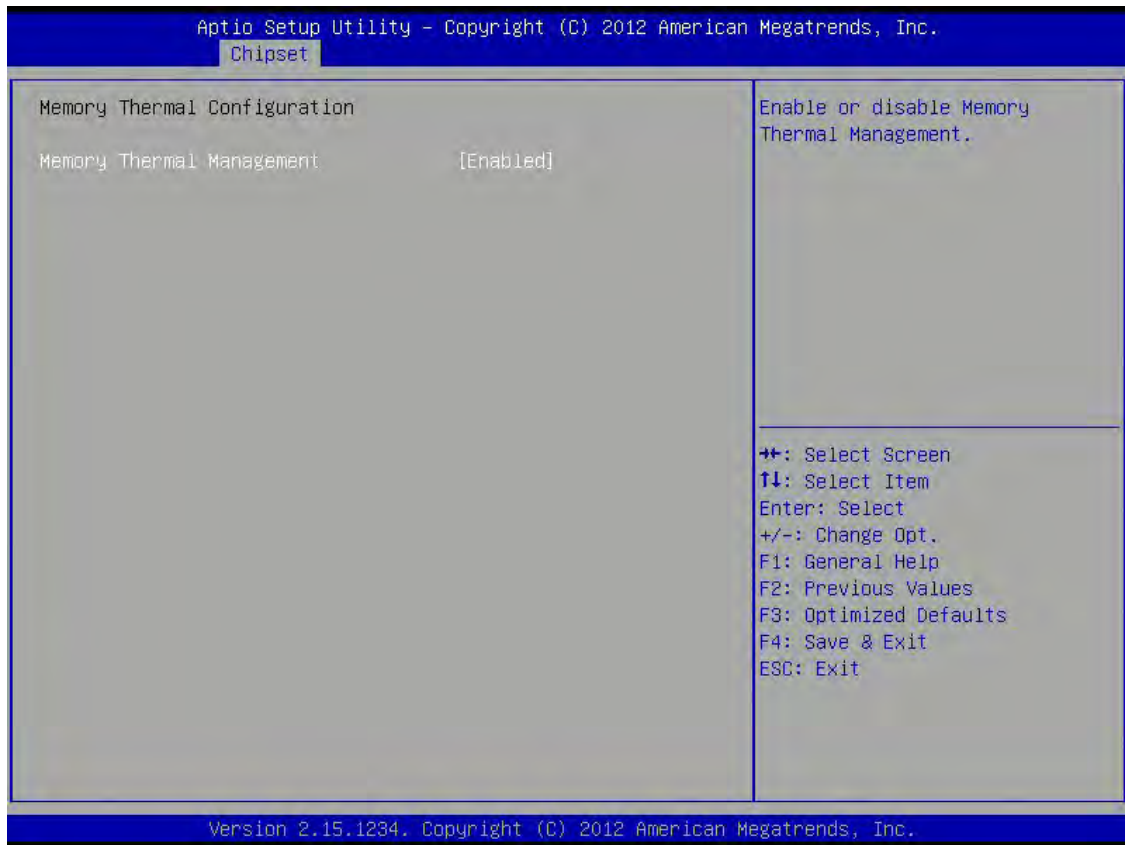 Aptio Setup Utility – Copyright (C) 2012 American Megatrends, Inc.
Chipset
Memory Thermal Configuration
Memory Thermal Management [Enabled]
Enable or disable Memory
Thermal Management.
→←: Select Screen
↑↓: Select Item
Enter: Select
+/-: Change Opt.
F1: General Help
F2: Previous Values
F3: Optimized Defaults
F4: Save & Exit
ESC: Exit
Version 2.15.1234. Copyright (C) 2012 American Megatrends, Inc.